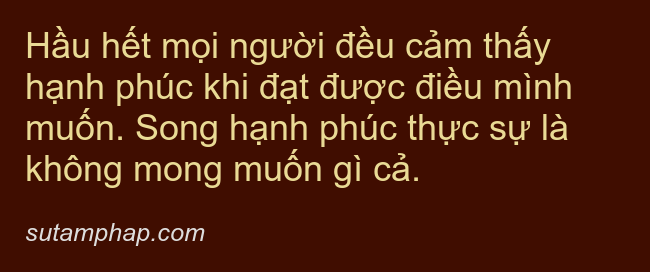 Hầu hết mọi người đều cảm thấy
hạnh phúc khi đạt được điều mình
muốn. Song hạnh phúc thực sự là
không mong muốn gì cả.
sutamphap.com